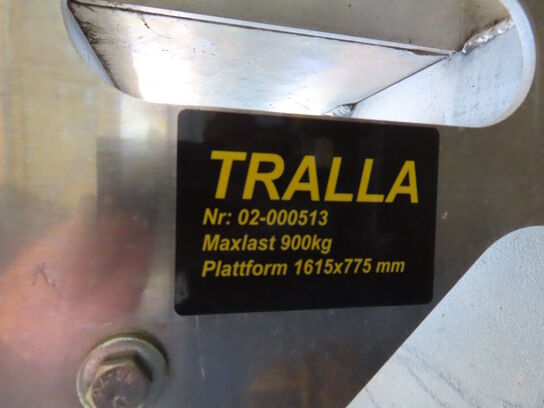 TRALLA
Nr: 02-000513
Maxlast 900kg
Plattform 1615x775 mm